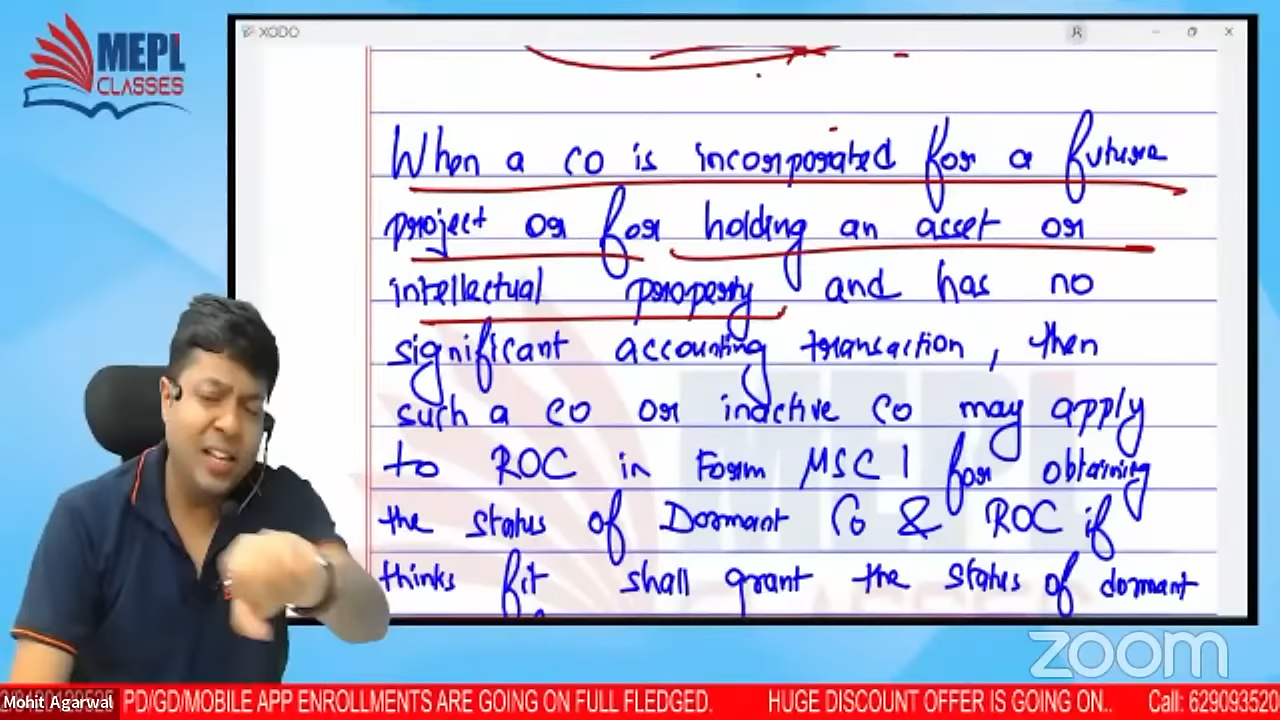 MEPL
CLASSES
XODO
When a co is incorporated for a future
project or for holding an asset or
intellectual property and has no
significant accounting transaction, then
such a co or inactive Co may apply
to ROC in Form MSC 1 for obtaining
the status of Dormant Co & ROC if
thinks fit shall grant the status of dormant
zoom
Mohit Agarwal
PD/GD/MOBILE APP ENROLLMENTS ARE GOING ON FULL FLEDGED. HUGE DISCOUNT OFFER IS GOING ON.. Call: 629093520